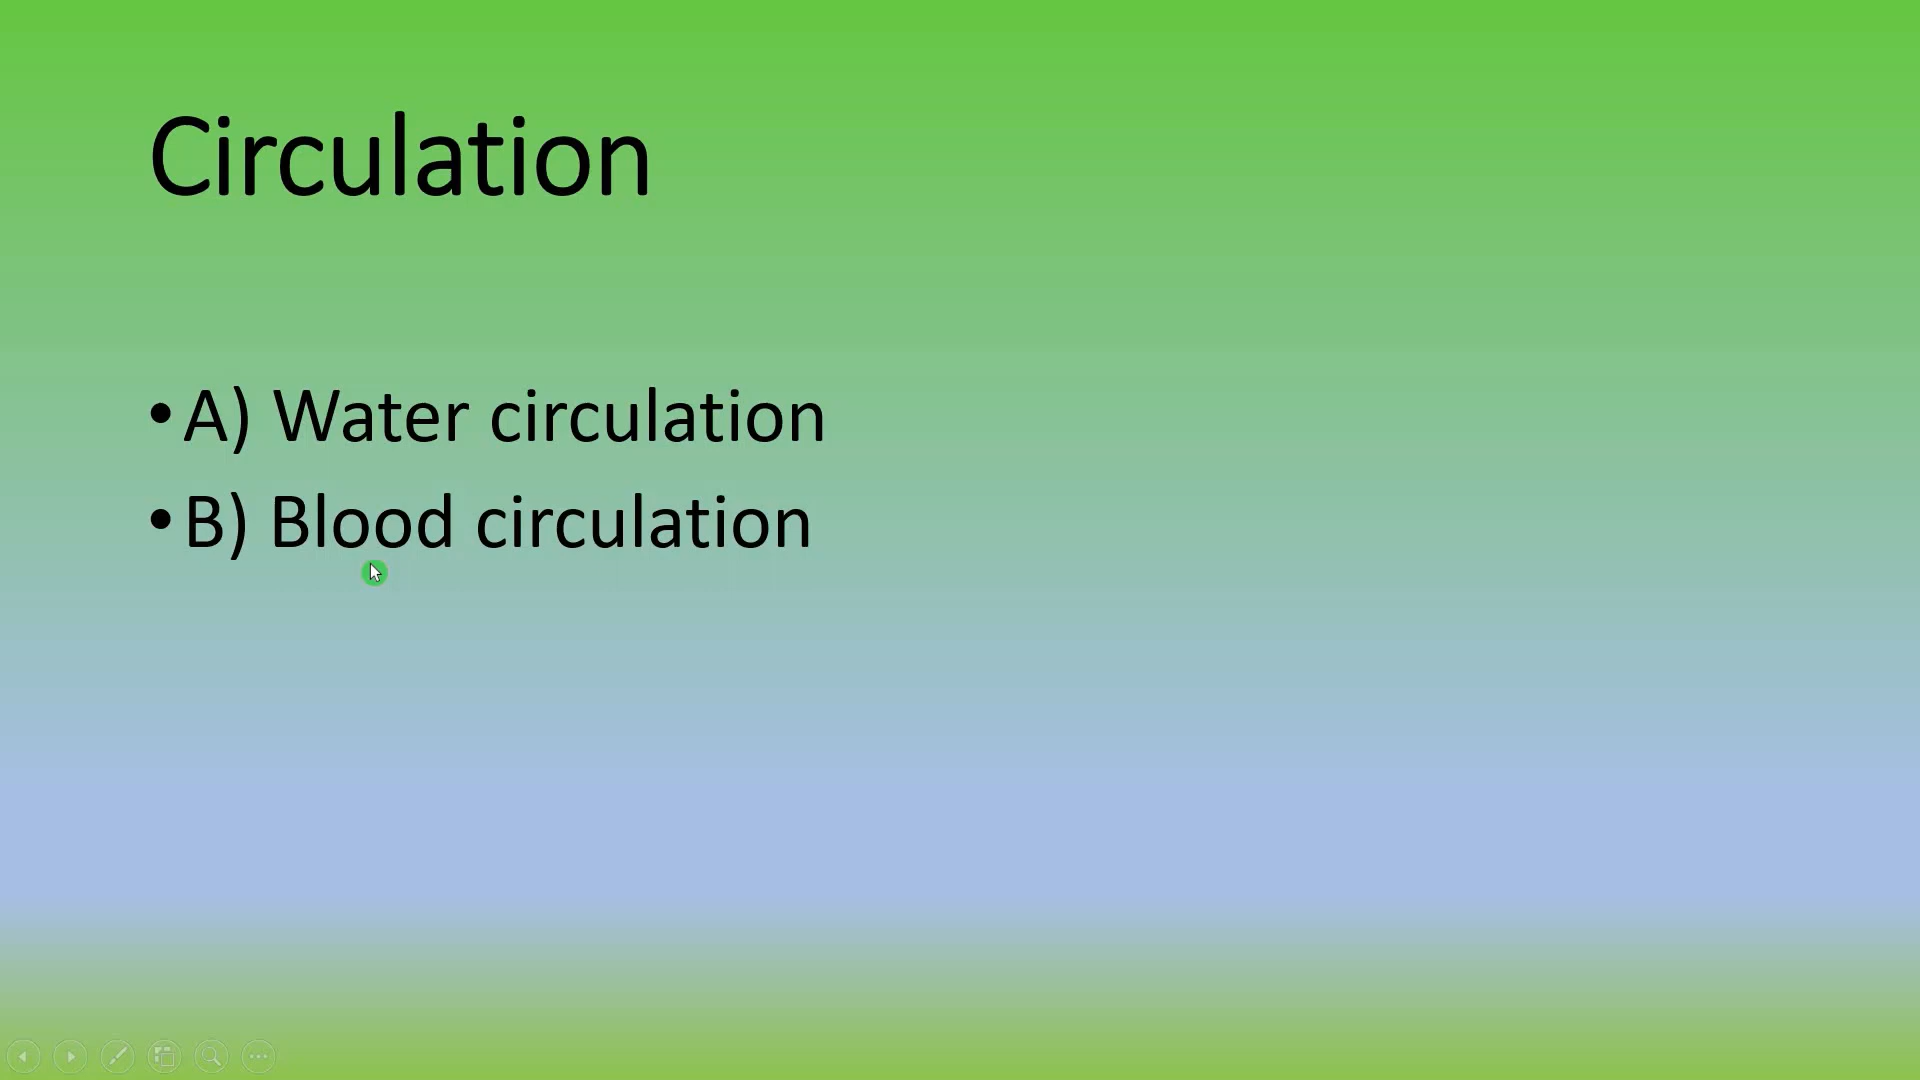 Circulation
• A) Water circulation
• B) Blood circulation